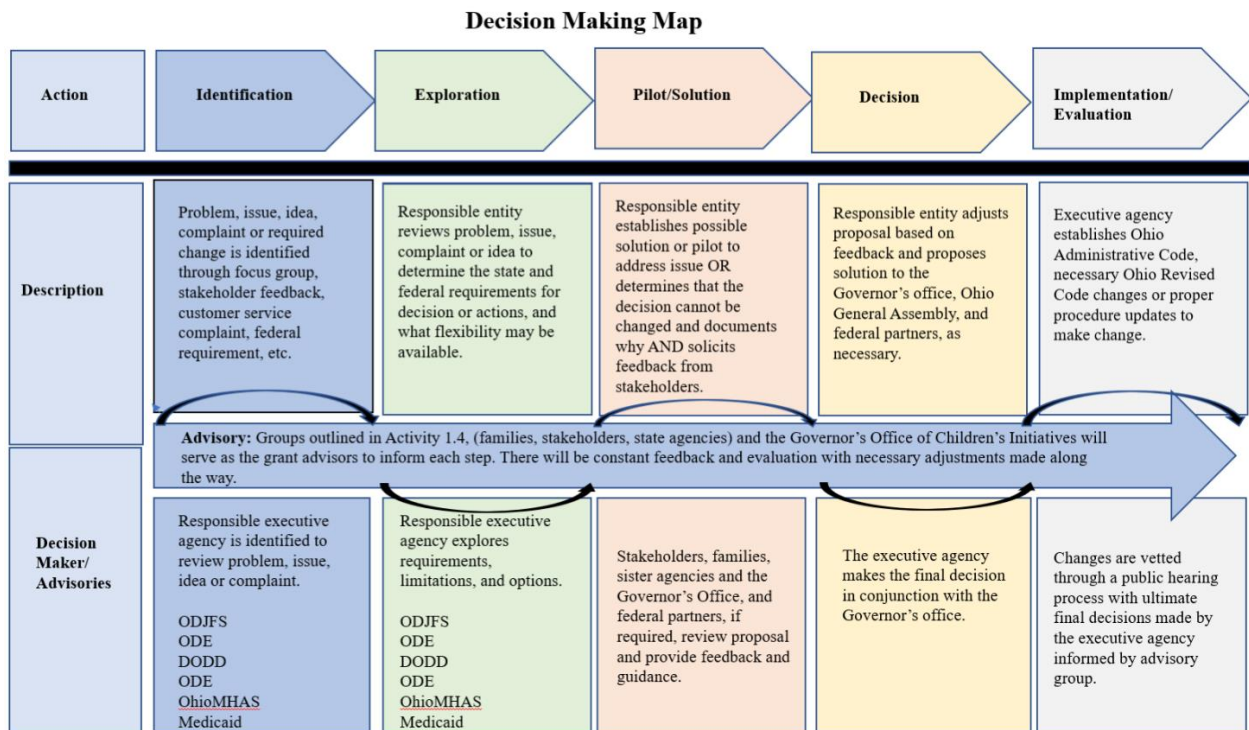 Decision Making Map
Action
Identification
Exploration
Pilot/Solution
Decision
Implementation/
Evaluation
Description
Problem, issue, idea,
complaint or required
change is identified
through focus group,
stakeholder feedback,
customer service
complaint, federal
requirement, etc.
Responsible entity
reviews problem, issue,
complaint or idea to
determine the state and
federal requirements for
decision or actions, and
what flexibility may be
available.
Responsible entity
establishes possible
solution or pilot to
address issue OR
determines that the
decision cannot be
changed and documents
why AND solicits
feedback from
stakeholders.
Responsible entity adjusts
proposal based on
feedback and proposes
solution to the
Governor’s office, Ohio
General Assembly, and
federal partners, as
necessary.
Executive agency
establishes Ohio
Administrative Code,
necessary Ohio Revised
Code changes or proper
procedure updates to
make change.
Advisory: Groups outlined in Activity 1.4, (families, stakeholders, state agencies) and the Governor’s Office of Children’s Initiatives will
serve as the grant advisors to inform each step. There will be constant feedback and evaluation with necessary adjustments made along
the way.
Decision
Maker/
Advisories
Responsible executive
agency is identified to
review problem, issue,
idea or complaint.
ODJFS
ODE
DODD
ODE
OhioMHAS
Medicaid
Responsible executive
agency explores
requirements,
limitations, and options.
ODJFS
ODE
DODD
ODE
OhioMHAS
Medicaid
Stakeholders, families,
sister agencies and the
Governor’s Office, and
federal partners, if
required, review proposal
and provide feedback and
guidance.
The executive agency
makes the final decision
in conjunction with the
Governor’s office.
Changes are vetted
through a public hearing
process with ultimate
final decisions made by
the executive agency
informed by advisory
group.